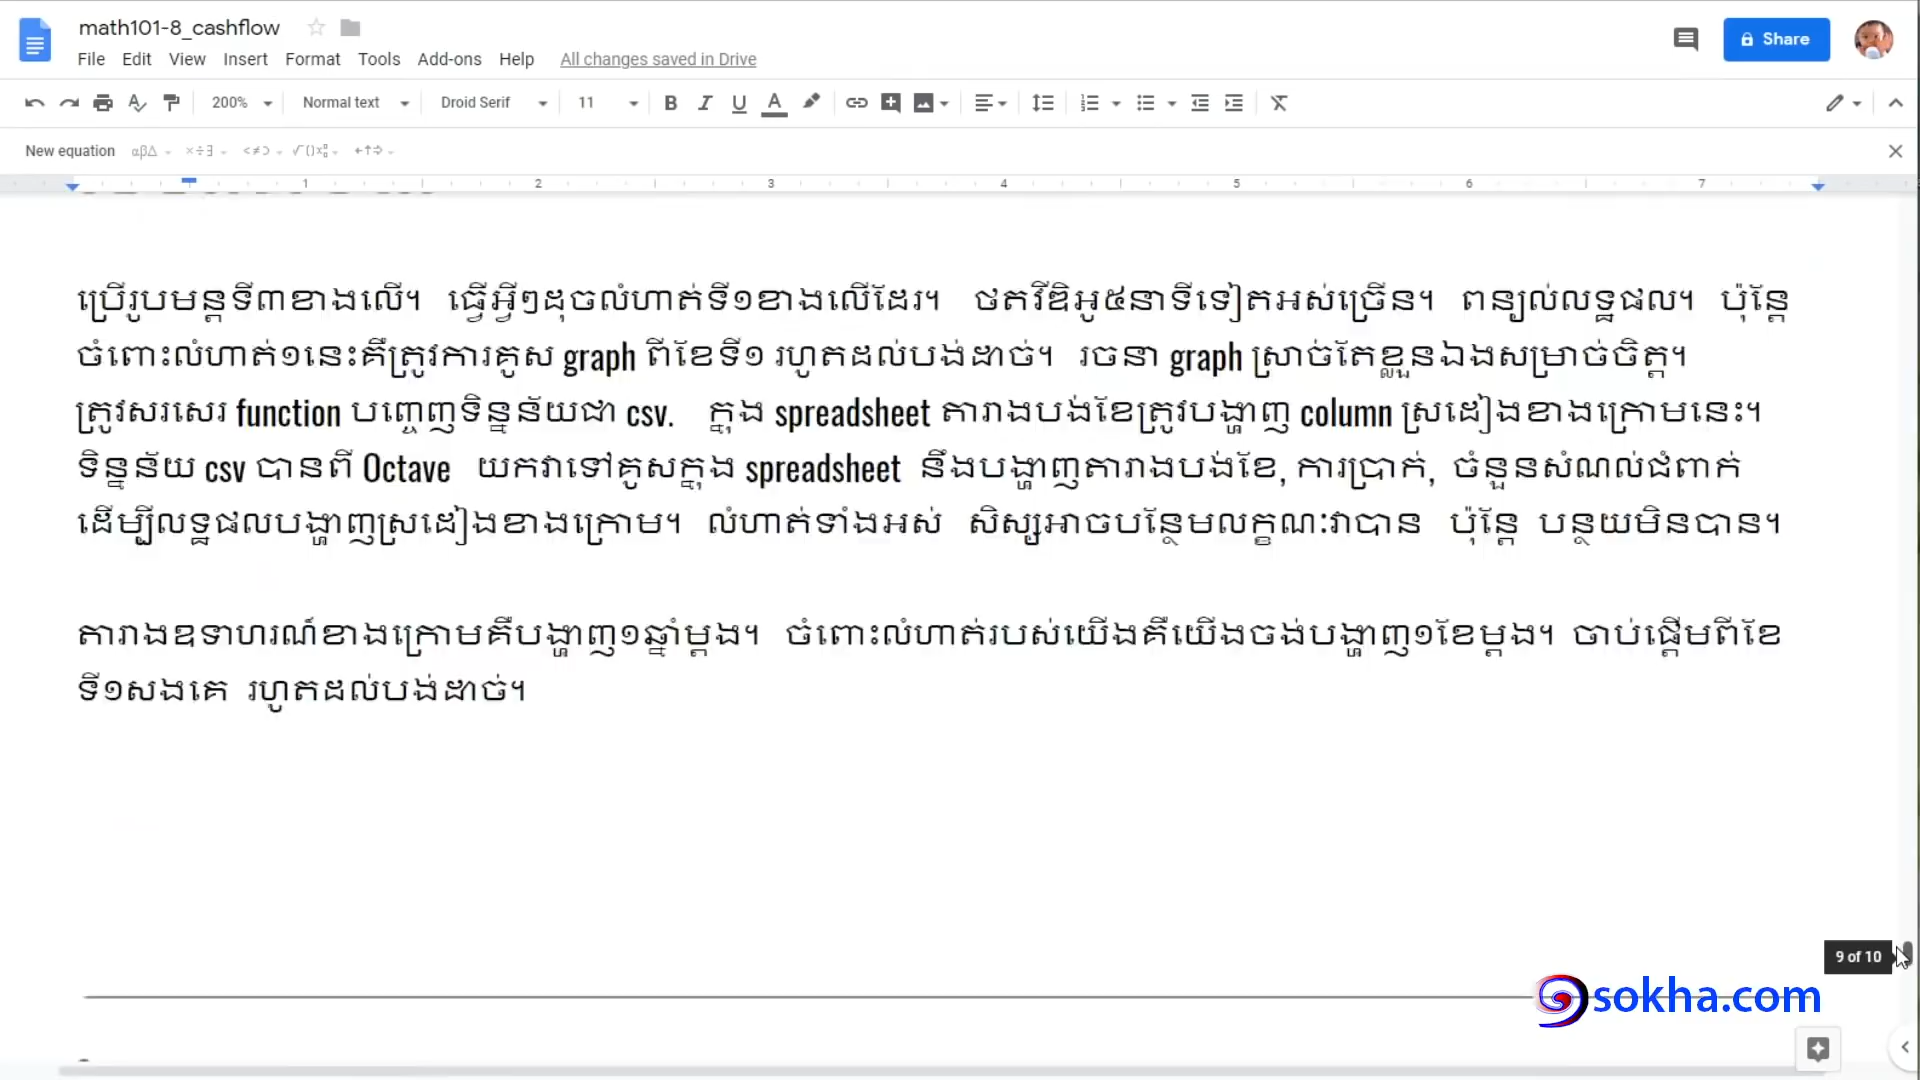 math101-8_cashflow
File Edit View Insert Format Tools Add-ons Help All changes saved in Drive
Share
200% Normal text Droid Serif 11
New equation
1 2 3 4 5 6 7
ប្រើរូបមន្តទី៣ខាងលើ។ ធ្វើអ្វីៗដុចលំហាត់ទី១ខាងលើដែរ។ ថតវីឌិអូ៥នាទីទៀតអស់ច្រើន។ ពន្យល់លទ្ឋផល។ ប៉ុន្តែ
ចំពោះលំហាត់១នេះគឺត្រូវការគូស graph ពីខែទី១ រហូតដល់បង់ដាច់។ រចនា graph ស្រាច់តែខ្លួនឯងសម្រាច់ចិត្ត។
ត្រូវសរសេរ function បញ្ចេញទិន្នន័យជា csv. ក្នុង spreadsheet តារាងបង់ខែត្រូវបង្ហាញ column ស្រដៀងខាងក្រោមនេះ។
ទិន្នន័យ csv បានពី Octave យកវាទៅគូសក្នុង spreadsheet នឹងបង្ហាញតារាងបង់ខែ, ការប្រាក់, ចំនួនសំណល់ជំពាក់
ដើម្បីលទ្ឋផលបង្ហាញស្រដៀងខាងក្រោម។ លំហាត់ទាំងអស់ សិស្សអាចបន្ថែមលក្ខណៈវាបាន ប៉ុន្តែ បន្ថយមិនបាន។
តារាងឧទាហរណ៍ខាងក្រោមគឺបង្ហាញ១ឆ្នាំម្តង។ ចំពោះលំហាត់របស់យើងគឺយើងចង់បង្ហាញ១ខែម្តង។ ចាប់ផ្តើមពីខែ
ទី១សងគេ រហូតដល់បង់ដាច់។
9 of 10
sokha.com